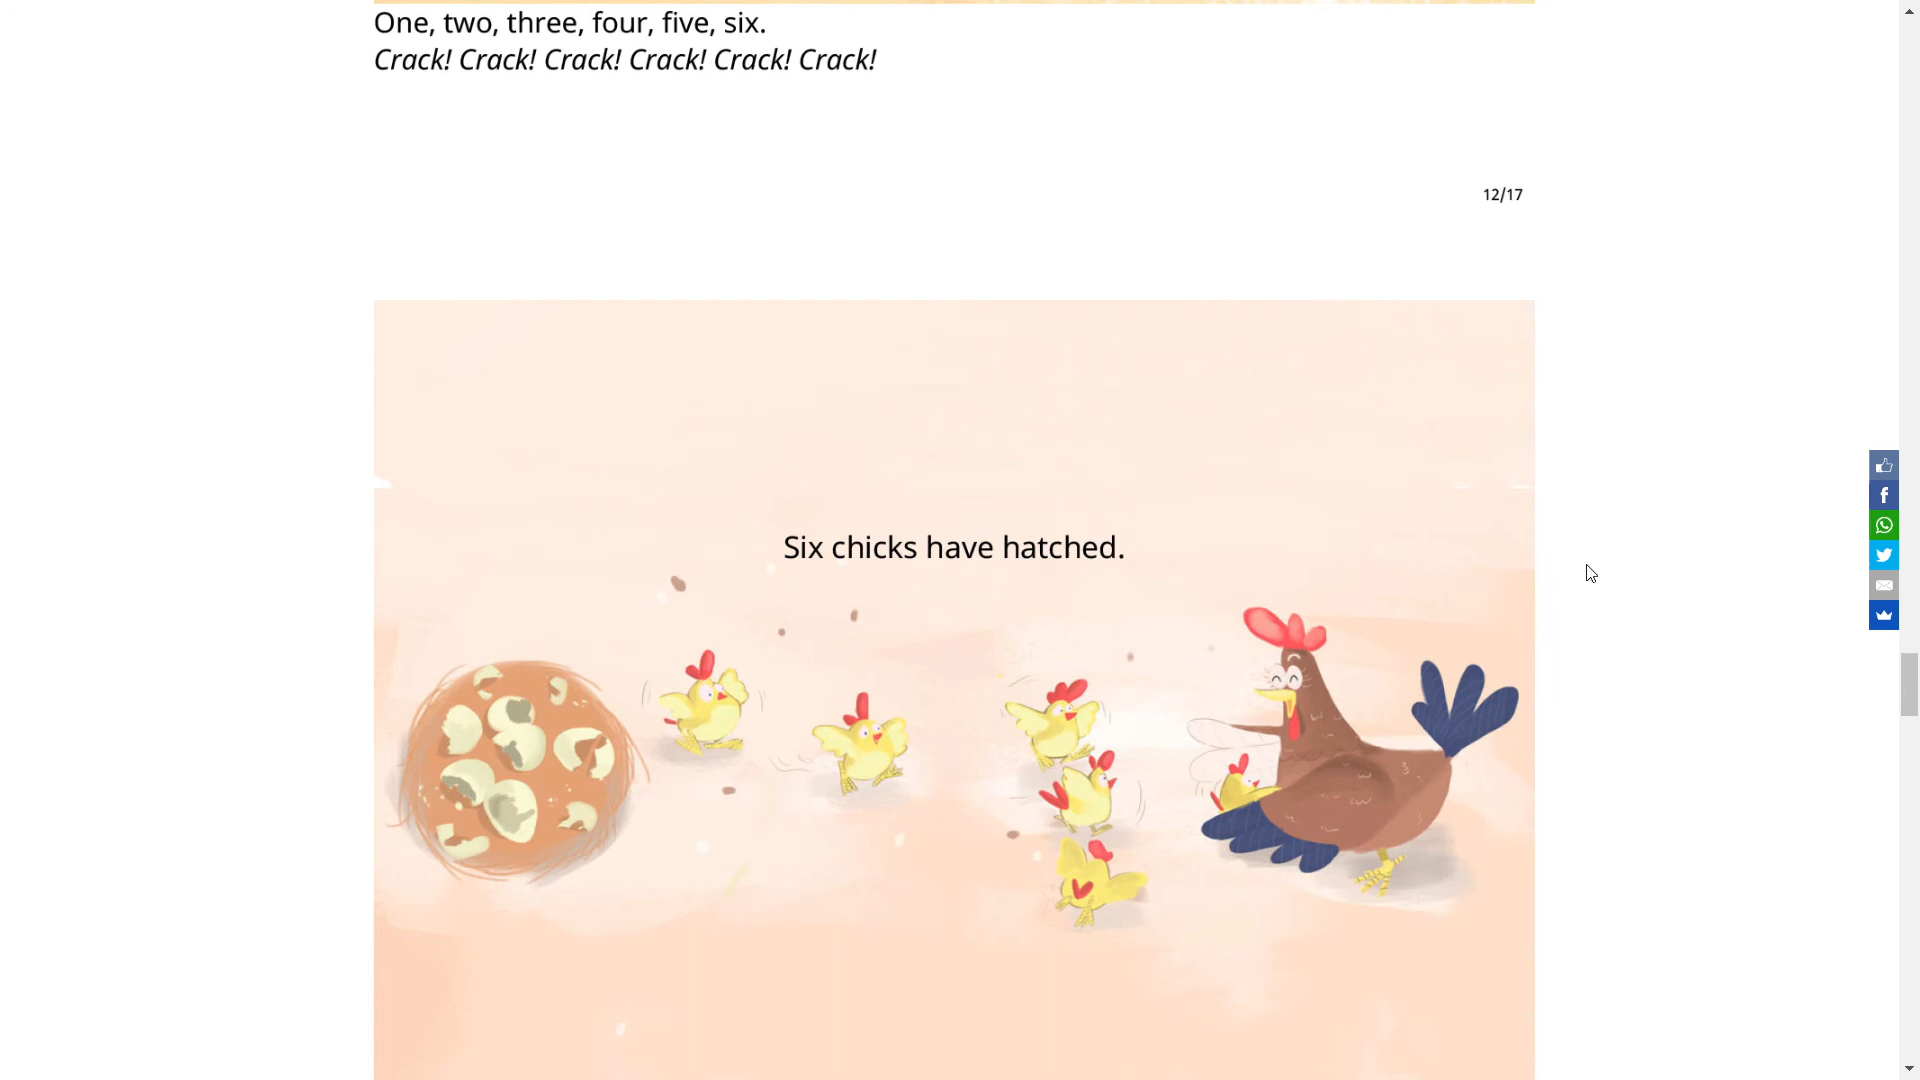 One, two, three, four, five, six.
Crack! Crack! Crack! Crack! Crack! Crack!
12/17
Six chicks have hatched.